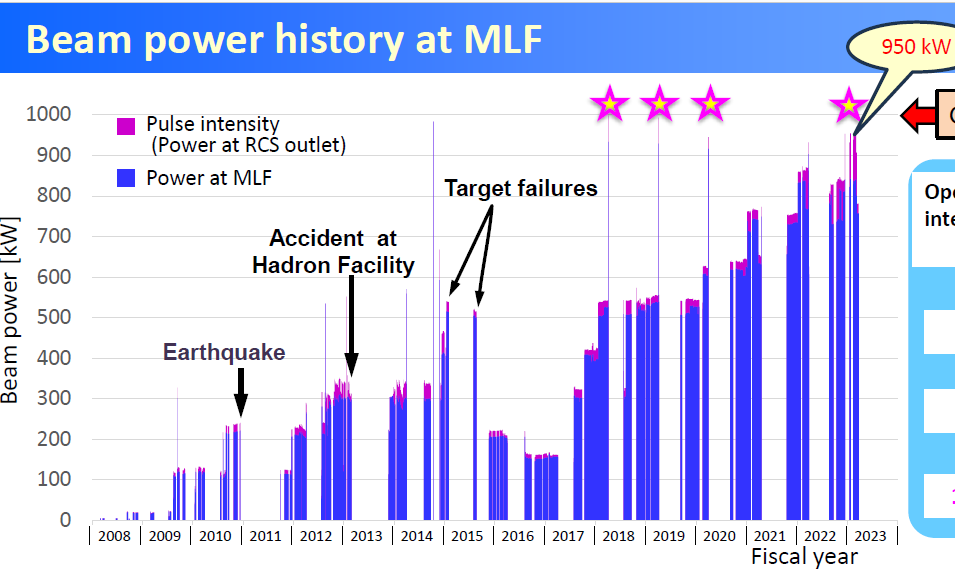 Beam power history at MLF
950 kW
Pulse intensity
(Power at RCS outlet)
Power at MLF
Target failures
Accident at
Hadron Facility
Earthquake
Beam power [kW]
1000
900
800
700
600
500
400
300
200
100
0
2008 2009 2010 2011 2012 2013 2014 2015 2016 2017 2018 2019 2020 2021 2022 2023
Fiscal year